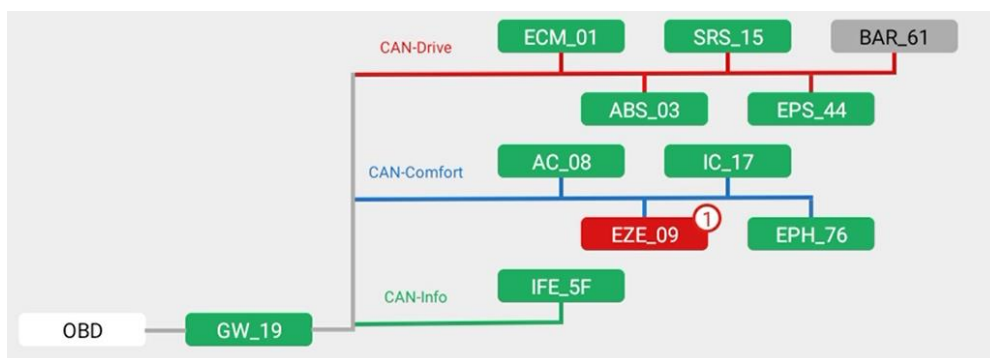 CAN-Drive
ECM_01
SRS_15
BAR_61
ABS_03
EPS_44
CAN-Comfort
AC_08
IC_17
EZE_09
1
EPH_76
CAN-Info
IFE_5F
OBD
GW_19